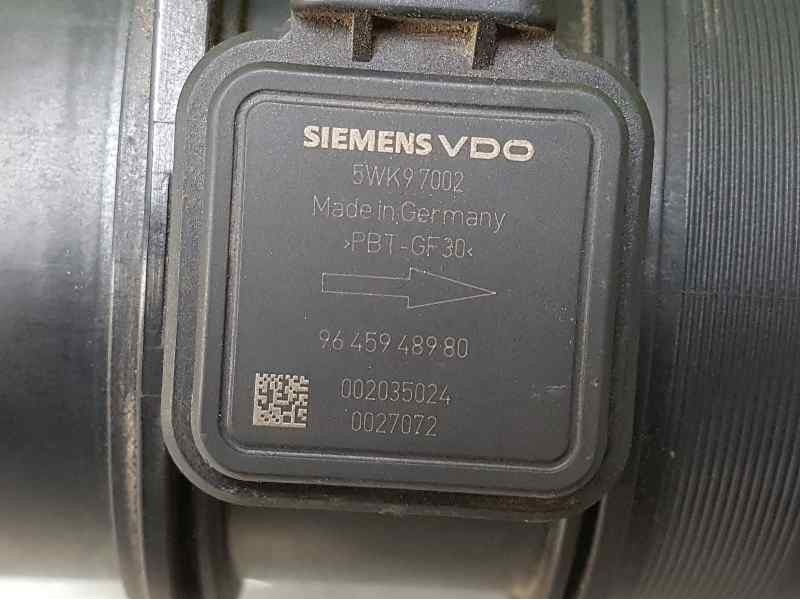 SIEMENS VDO
5WK9 7002
Made in Germany
>PBT-GF30<
96 459 489 80
002035024
0027072